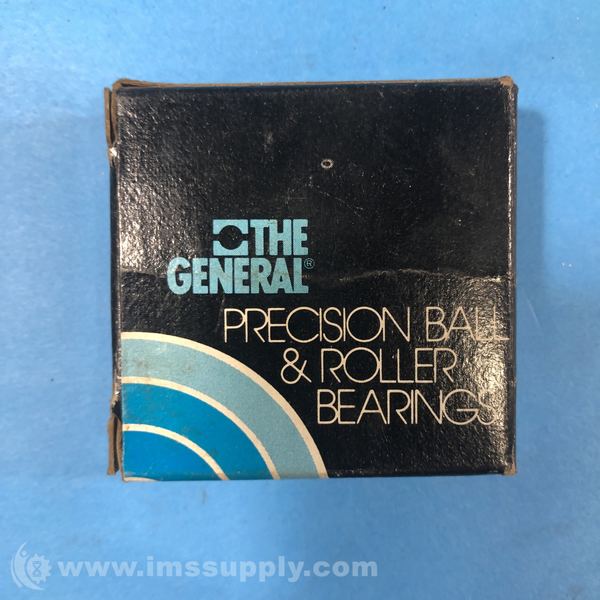 THE
GENERAL®
PRECISION BALL
& ROLLER
BEARINGS
www.imssupply.com